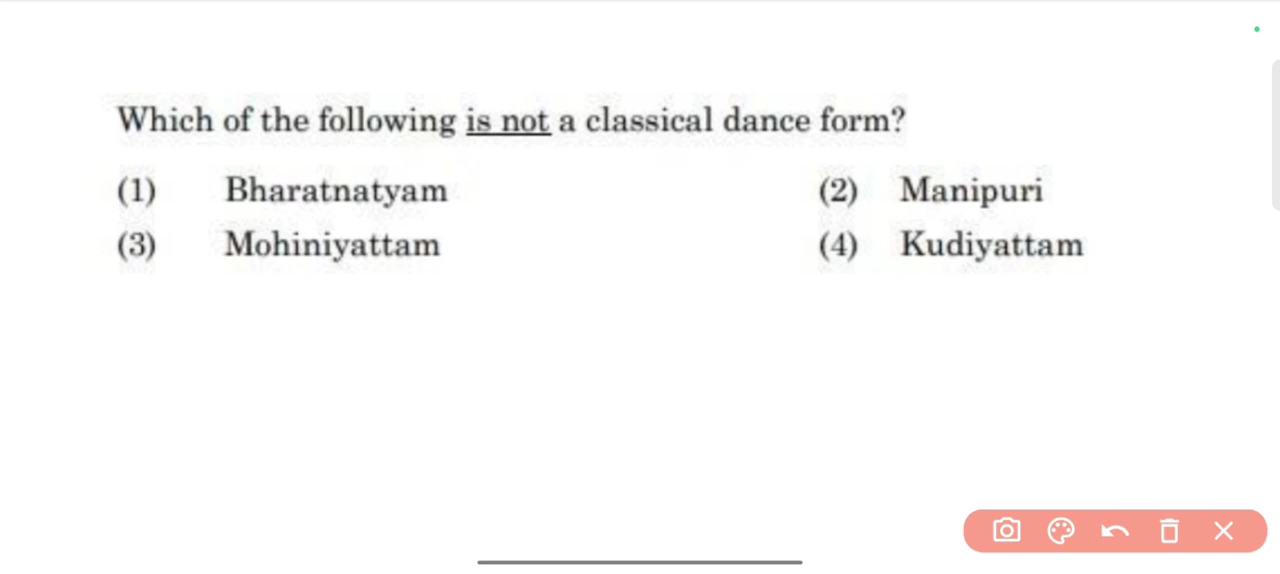 Which of the following is not a classical dance form?
(1) Bharatnatyam (2) Manipuri
(3) Mohiniyattam (4) Kudiyattam